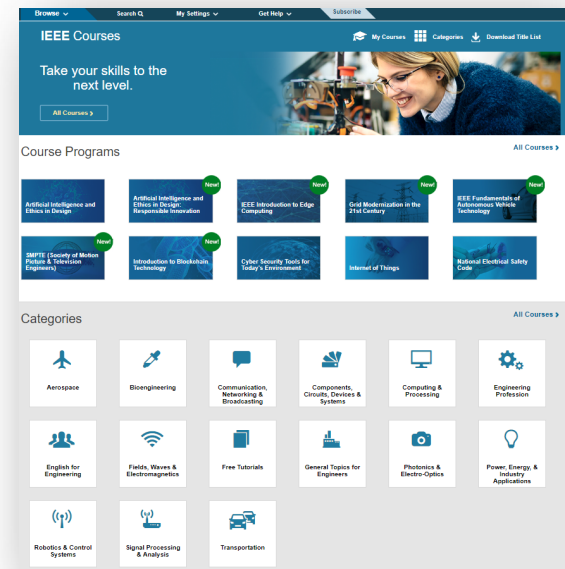 Browse
Search
My Settings
Get Help
Subscribe
IEEE Courses
My Courses
Categories
Download Title List
Take your skills to the
next level.
All Courses >
Course Programs
All Courses >
Artificial Intelligence and
Ethics in Design
New!
Artificial Intelligence and
Ethics in Design:
Responsible Innovation
New!
IEEE Introduction to Edge
Computing
New!
Grid Modernization in the
21st Century
New!
IEEE Fundamentals of
Autonomous Vehicle
Technology
New!
SMPTE (Society of Motion
Picture & Television
Engineers)
New!
Introduction to Blockchain
Technology
Cyber Security Tools for
Today's Environment
Internet of Things
National Electrical Safety
Code
Categories
All Courses >
Aerospace
Bioengineering
Communication,
Networking &
Broadcasting
Components,
Circuits, Devices &
Systems
Computing &
Processing
Engineering
Profession
English for
Engineering
Fields, Waves &
Electromagnetics
Free Tutorials
General Topics for
Engineers
Photonics &
Electro-Optics
Power, Energy, &
Industry
Applications
Robotics & Control
Systems
Signal Processing
& Analysis
Transportation